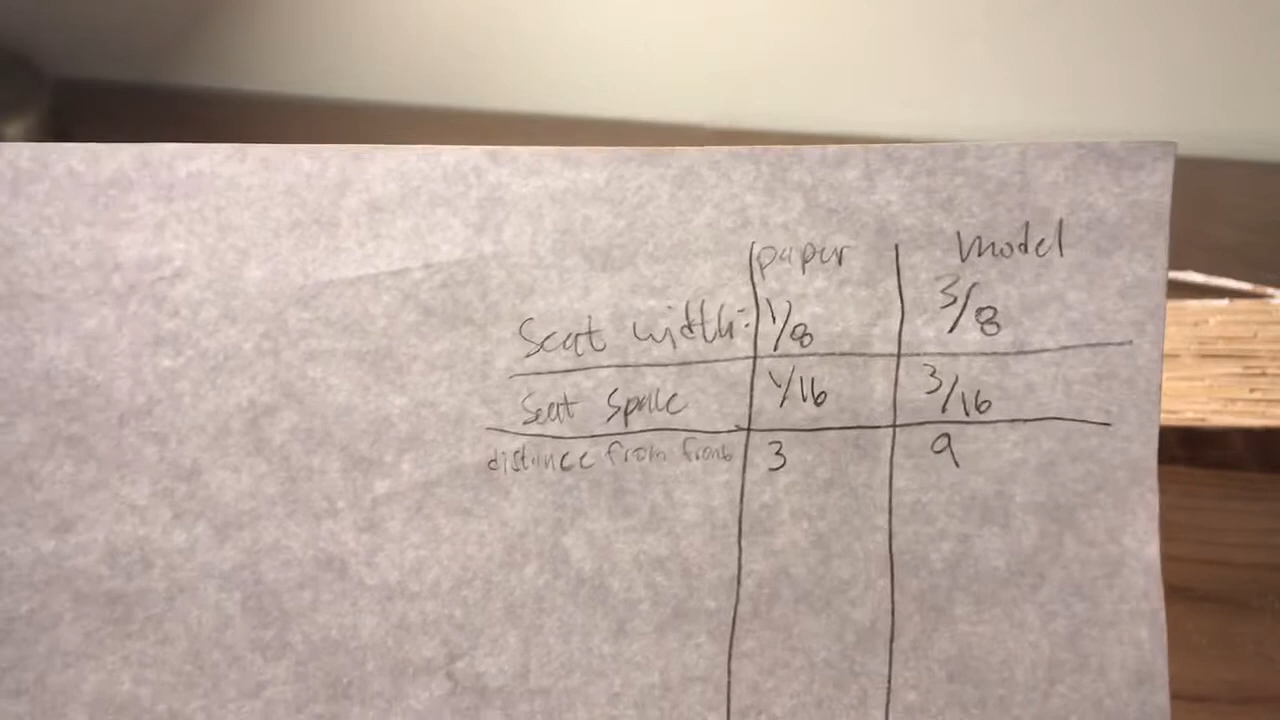 paper model
Seat width: 1/8 3/8
Seat Space 1/16 3/16
distance from front 3 9